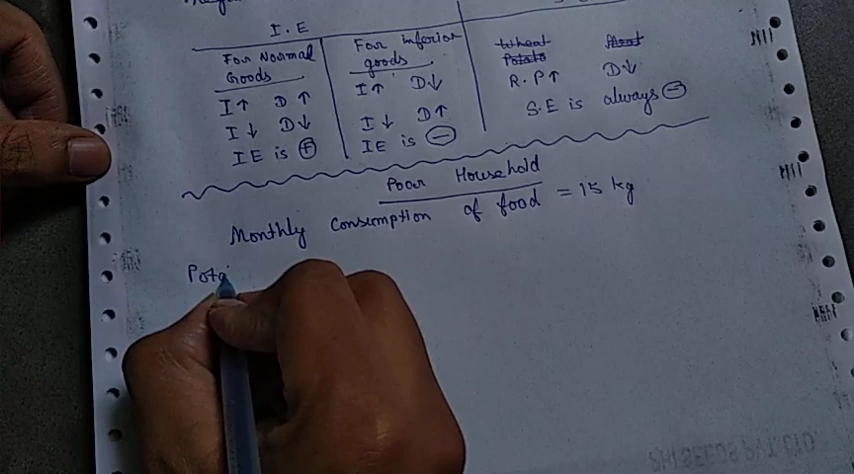 I.E
For Normal Goods
I↑ D↑
I↓ D↓
IE is ⊕
For inferior goods
I↑ D↓
I↓ D↑
IE is ⊖
Wheat
Potato
R.P↑ D↓
S.E is always ⊖
Poor Household
Monthly Consumption of food = 15 kg
Pota